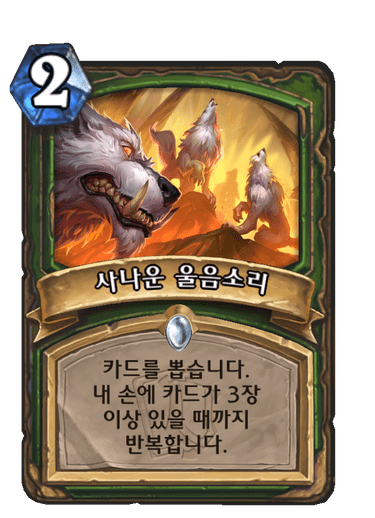 2
사나운 울음소리
카드를 뽑습니다.
내 손에 카드가 3장
이상 있을 때까지
반복합니다.